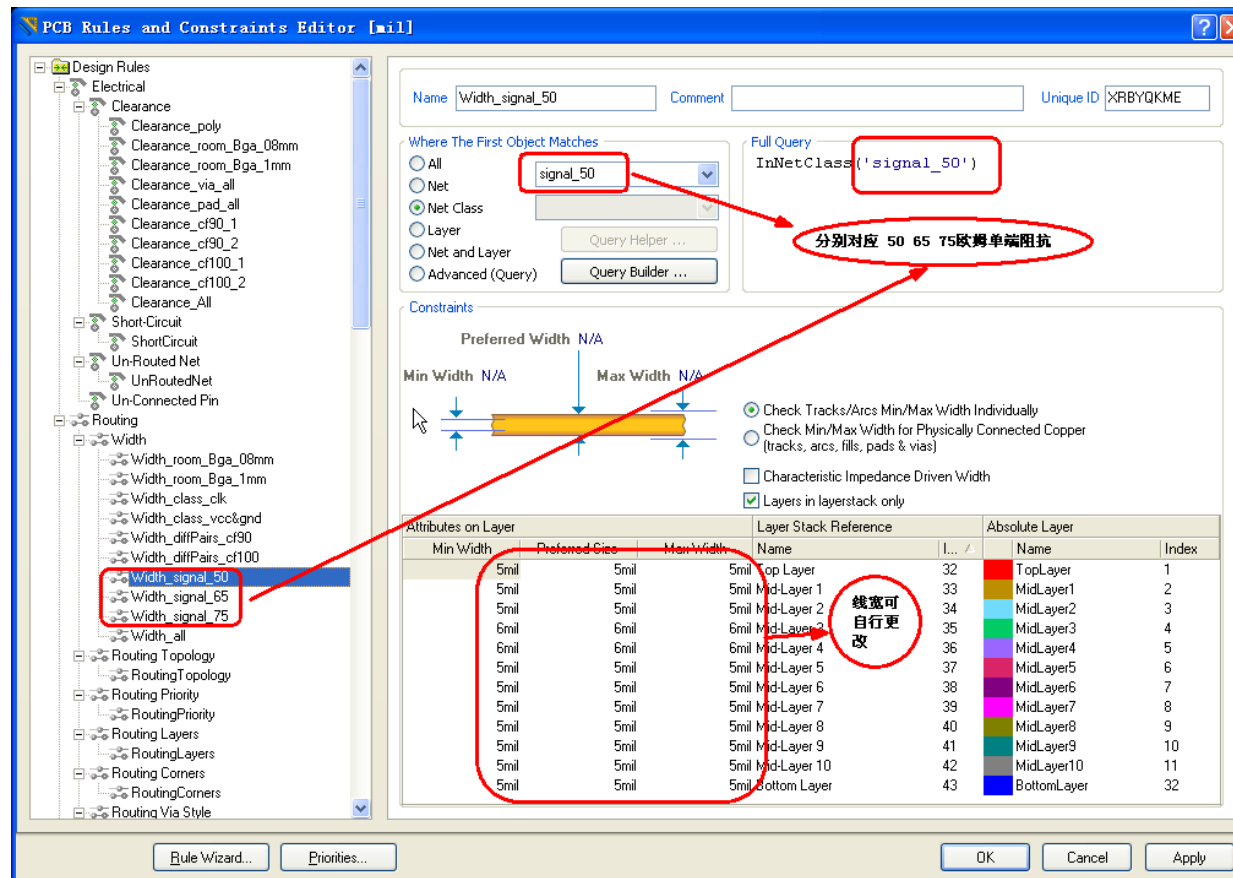 PCB Rules and Constraints Editor [mil]
Design Rules
Electrical
Clearance
Clearance_poly
Clearance_room_Bga_08mm
Clearance_room_Bga_1mm
Clearance_via_all
Clearance_pad_all
Clearance_cf90_1
Clearance_cf90_2
Clearance_cf100_1
Clearance_cf100_2
Clearance_All
Short-Circuit
ShortCircuit
Un-Routed Net
UnRoutedNet
Un-Connected Pin
Routing
Width
Width_room_Bga_08mm
Width_room_Bga_1mm
Width_class_clk
Width_class_vcc&gnd
Width_diffPairs_cf90
Width_diffPairs_cf100
Width_signal_50
Width_signal_65
Width_signal_75
Width_all
Routing Topology
RoutingTopology
Routing Priority
RoutingPriority
Routing Layers
RoutingLayers
Routing Corners
RoutingCorners
Routing Via Style
Name Width_signal_50 Comment Unique ID XRBYQKME
Where The First Object Matches
All
Net
Net Class
Layer
Net and Layer
Advanced (Query)
signal_50
Query Helper ...
Query Builder ...
Full Query
InNetClass('signal_50')
分别对应 50 65 75欧姆单端阻抗
Constraints
Preferred Width N/A
Min Width N/A Max Width N/A
Check Tracks/Arcs Min/Max Width Individually
Check Min/Max Width for Physically Connected Copper
(tracks, arcs, fills, pads & vias)
Characteristic Impedance Driven Width
Layers in layerstack only
Attributes on Layer Layer Stack Reference Absolute Layer
Min Width Preferred Size Max Width Name I... Name Index
5mil 5mil 5mil Top Layer 32 TopLayer 1
5mil 5mil 5mil Mid-Layer 1 33 MidLayer1 2
5mil 5mil 5mil Mid-Layer 2 34 MidLayer2 3
6mil 6mil 6mil Mid-Layer 3 35 MidLayer3 4
6mil 6mil 6mil Mid-Layer 4 36 MidLayer4 5
5mil 5mil 5mil Mid-Layer 5 37 MidLayer5 6
5mil 5mil 5mil Mid-Layer 6 38 MidLayer6 7
5mil 5mil 5mil Mid-Layer 7 39 MidLayer7 8
5mil 5mil 5mil Mid-Layer 8 40 MidLayer8 9
5mil 5mil 5mil Mid-Layer 9 41 MidLayer9 10
5mil 5mil 5mil Mid-Layer 10 42 MidLayer10 11
5mil 5mil 5mil Bottom Layer 43 BottomLayer 32
线宽可
自行更
改
Rule Wizard... Priorities... OK Cancel Apply